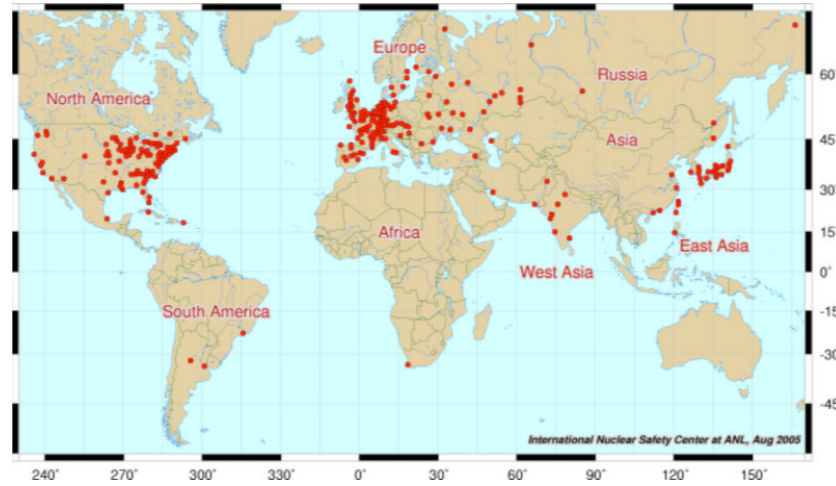 Europe
60˚
Russia
North America
45˚
Asia
30˚
15˚
Africa
East Asia
West Asia
0˚
South America
-15˚
-30˚
-45˚
International Nuclear Safety Center at ANL, Aug 2005
240˚ 270˚ 300˚ 330˚ 0˚ 30˚ 60˚ 90˚ 120˚ 150˚